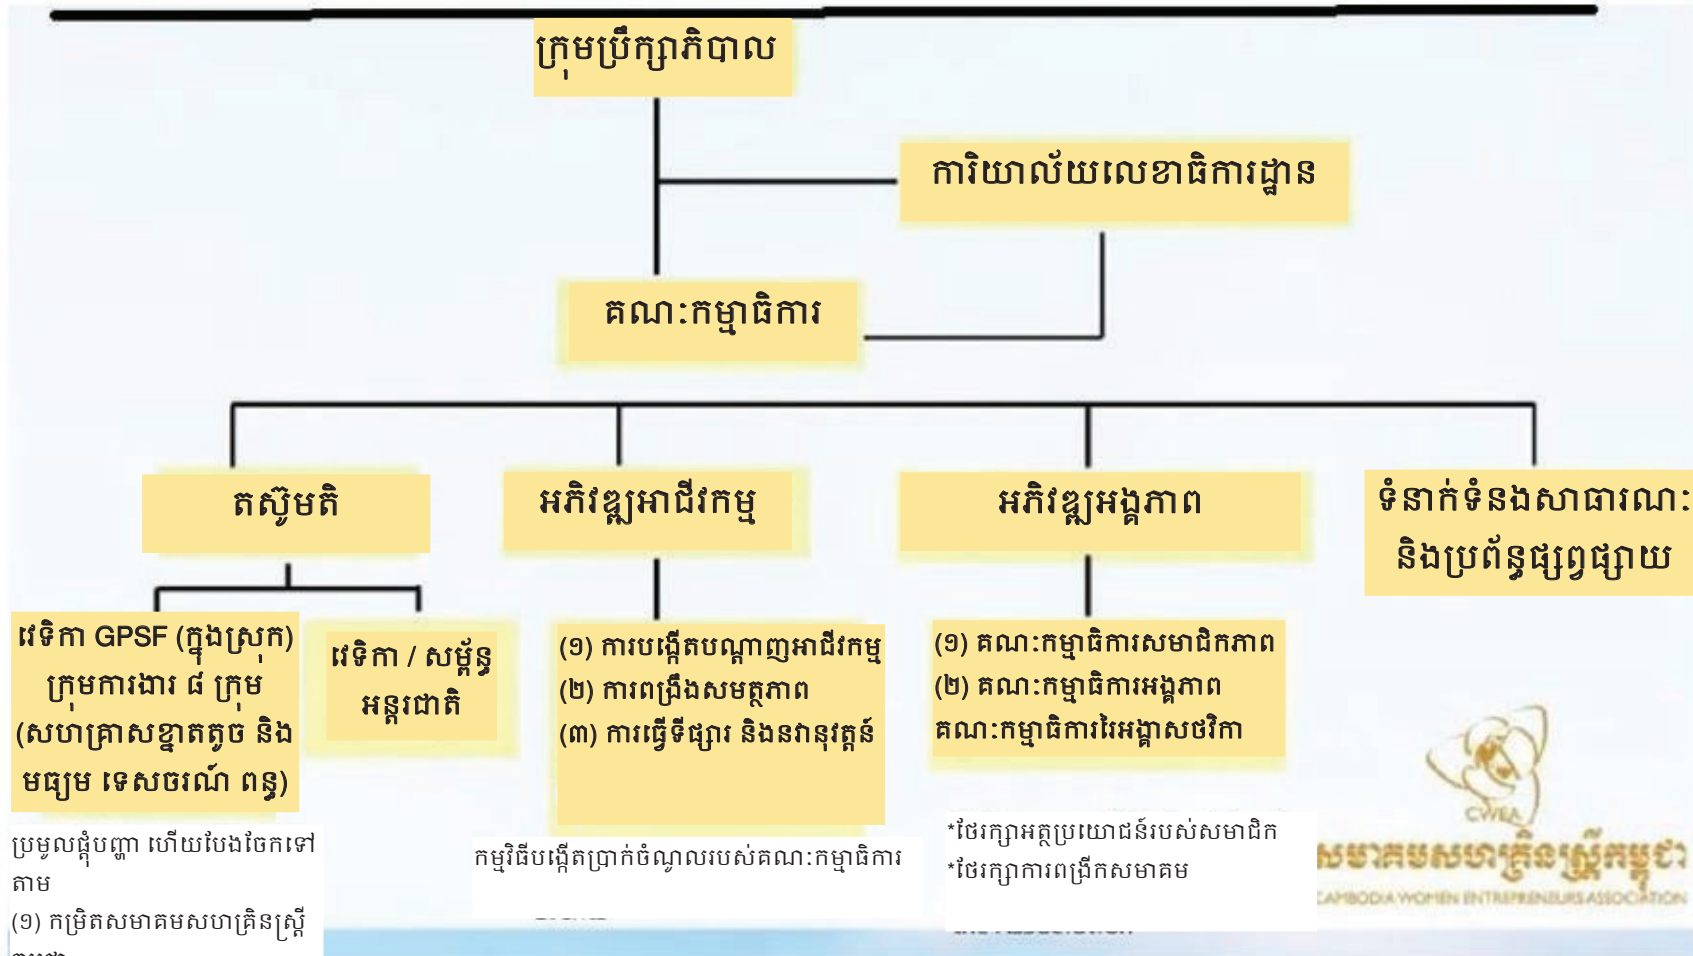 ក្រុមប្រឹក្សាភិបាល
ការិយាល័យលេខាធិការដ្ឋាន
គណៈកម្មាធិការ
តស៊ូមតិ
អភិវឌ្ឍអាជីវកម្ម
អភិវឌ្ឍអង្គភាព
ទំនាក់ទំនងសាធារណៈ
និងប្រព័ន្ធផ្សព្វផ្សាយ
វេទិកា GPSF (ក្នុងស្រុក)
ក្រុមការងារ ៨ ក្រុម
(សហគ្រាសខ្នាតតូច និង
មធ្យម ទេសចរណ៍ ពន្ធ)
វេទិកា / សម្ព័ន្ធ
អន្តរជាតិ
(១) ការបង្កើតបណ្តាញអាជីវកម្ម
(២) ការពង្រឹងសមត្ថភាព
(៣) ការធ្វើទីផ្សារ និងនវានុវត្តន៍
(១) គណៈកម្មាធិការសមាជិកភាព
(២) គណៈកម្មាធិការអង្គភាព
គណៈកម្មាធិការរៃអង្គាសថវិកា
ប្រមូលផ្តុំបញ្ហា ហើយបែងចែកទៅ
តាម
(១) កម្រិតសមាគមសហគ្រិនស្ត្រី
កម្មវិធីបង្កើតប្រាក់ចំណូលរបស់គណៈកម្មាធិការ
*ថែរក្សាអត្ថប្រយោជន៍របស់សមាជិក
*ថែរក្សាការពង្រីកសមាគម
CWEA
សមាគមសហគ្រិនស្ត្រីកម្ពុជា
CAMBODIA WOMEN ENTREPRENEURS ASSOCIATION